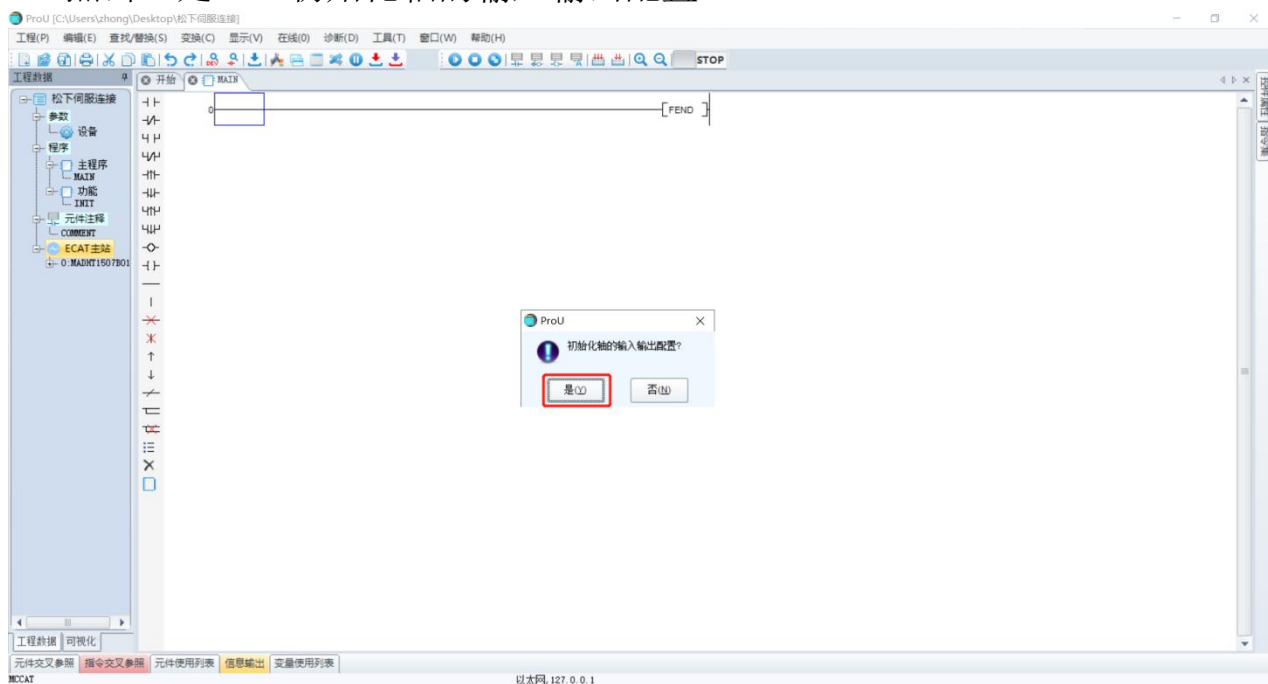 ProU [C:\Users\zhong\Desktop\松下伺服连接]
工程(P) 编辑(E) 查找/替换(S) 变换(C) 显示(V) 在线(O) 诊断(D) 工具(T) 窗口(W) 帮助(H)
STOP
工程数据
开始 MAIN
松下伺服连接
参数
设备
程序
主程序
MAIN
功能
INIT
元件注释
COMMENT
ECAT主站
0:MADHT1507B01
0
FEND
ProU
初始化轴的输入输出配置?
是(Y) 否(N)
指令集
工程数据 可视化
元件交叉参照 指令交叉参照 元件使用列表 信息输出 变量使用列表
MCCAT 以太网,127.0.0.1